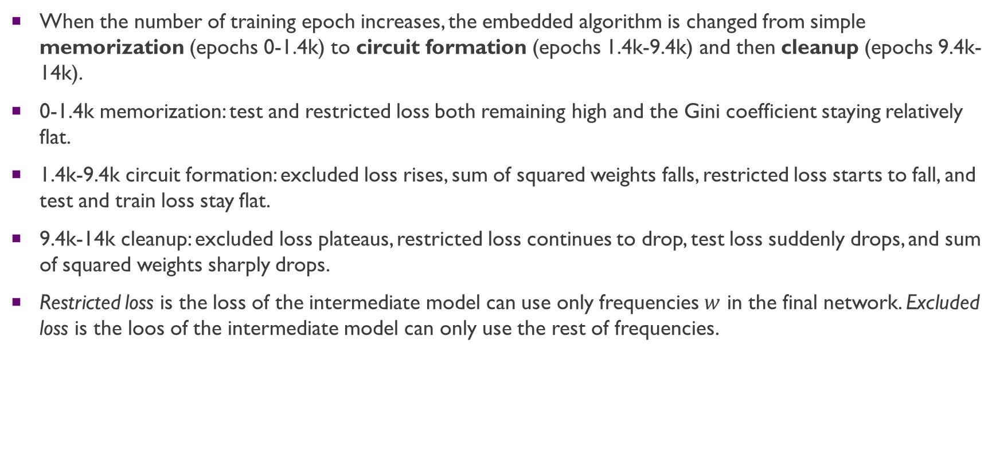 When the number of training epoch increases, the embedded algorithm is changed from simple
memorization (epochs 0-1.4k) to circuit formation (epochs 1.4k-9.4k) and then cleanup (epochs 9.4k-
14k).
0-1.4k memorization: test and restricted loss both remaining high and the Gini coefficient staying relatively
flat.
1.4k-9.4k circuit formation: excluded loss rises, sum of squared weights falls, restricted loss starts to fall, and
test and train loss stay flat.
9.4k-14k cleanup: excluded loss plateaus, restricted loss continues to drop, test loss suddenly drops, and sum
of squared weights sharply drops.
Restricted loss is the loss of the intermediate model can use only frequencies w in the final network. Excluded
loss is the loos of the intermediate model can only use the rest of frequencies.